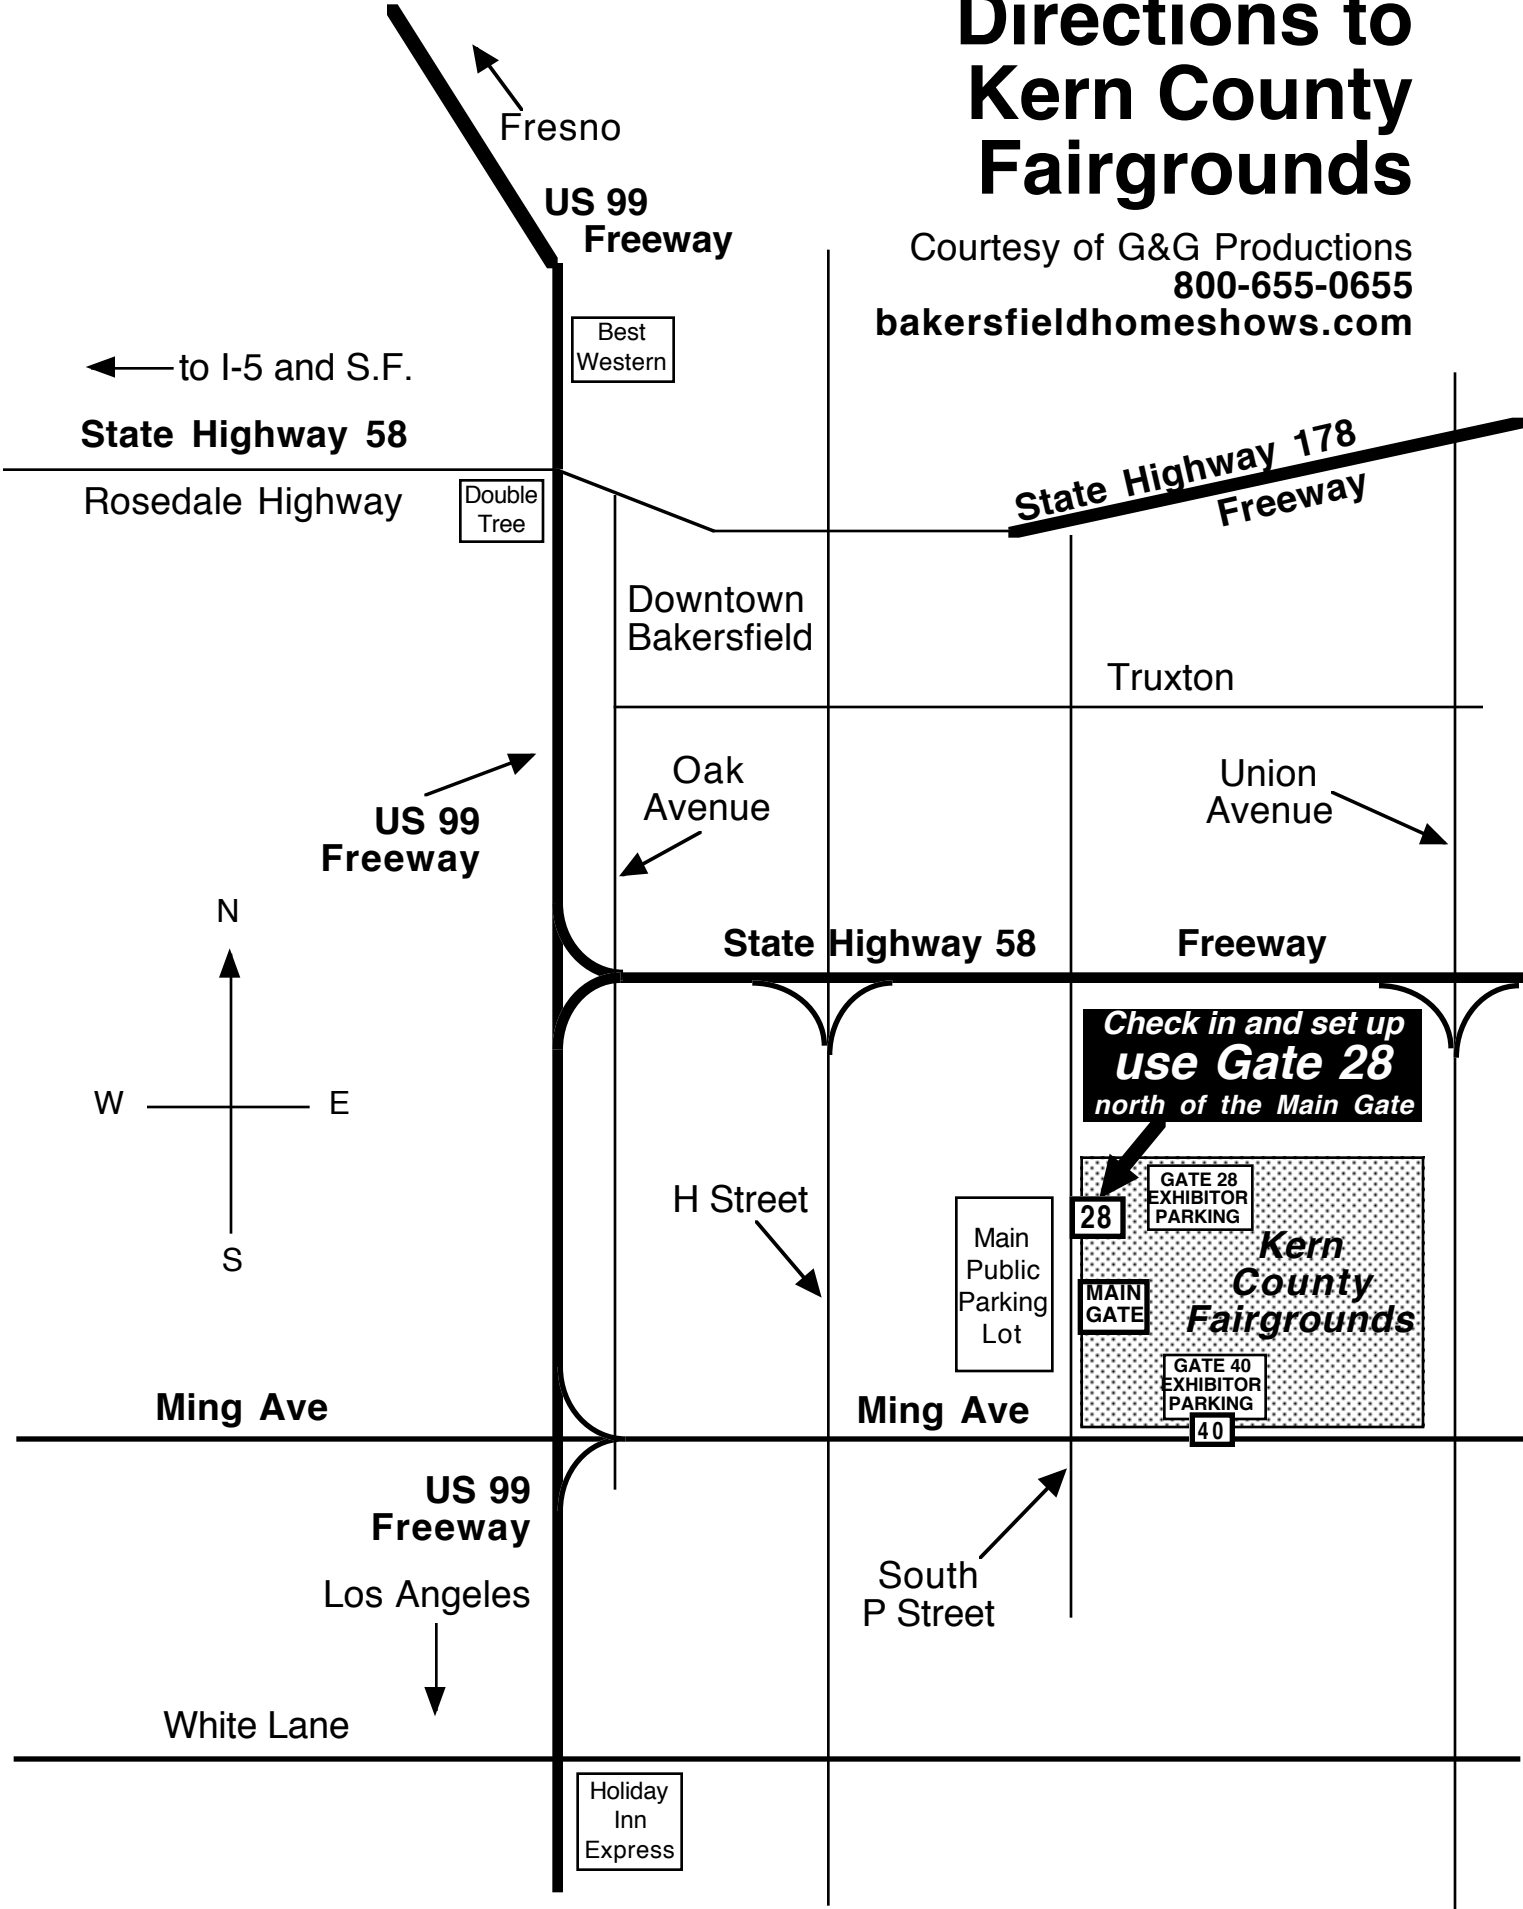 Directions to
Kern County
Fairgrounds
Courtesy of G&G Productions
800-655-0655
bakersfieldhomeshows.com
Fresno
US 99
Freeway
Best
Western
to I-5 and S.F.
State Highway 58
Rosedale Highway
Double
Tree
State Highway 178
Freeway
Downtown
Bakersfield
Truxton
Oak
Avenue
Union
Avenue
US 99
Freeway
N
W
E
S
State Highway 58
Freeway
Check in and set up
use Gate 28
north of the Main Gate
H Street
Main
Public
Parking
Lot
28
GATE 28
EXHIBITOR
PARKING
Kern
County
Fairgrounds
MAIN
GATE
GATE 40
EXHIBITOR
PARKING
40
Ming Ave
Ming Ave
US 99
Freeway
Los Angeles
South
P Street
White Lane
Holiday
Inn
Express